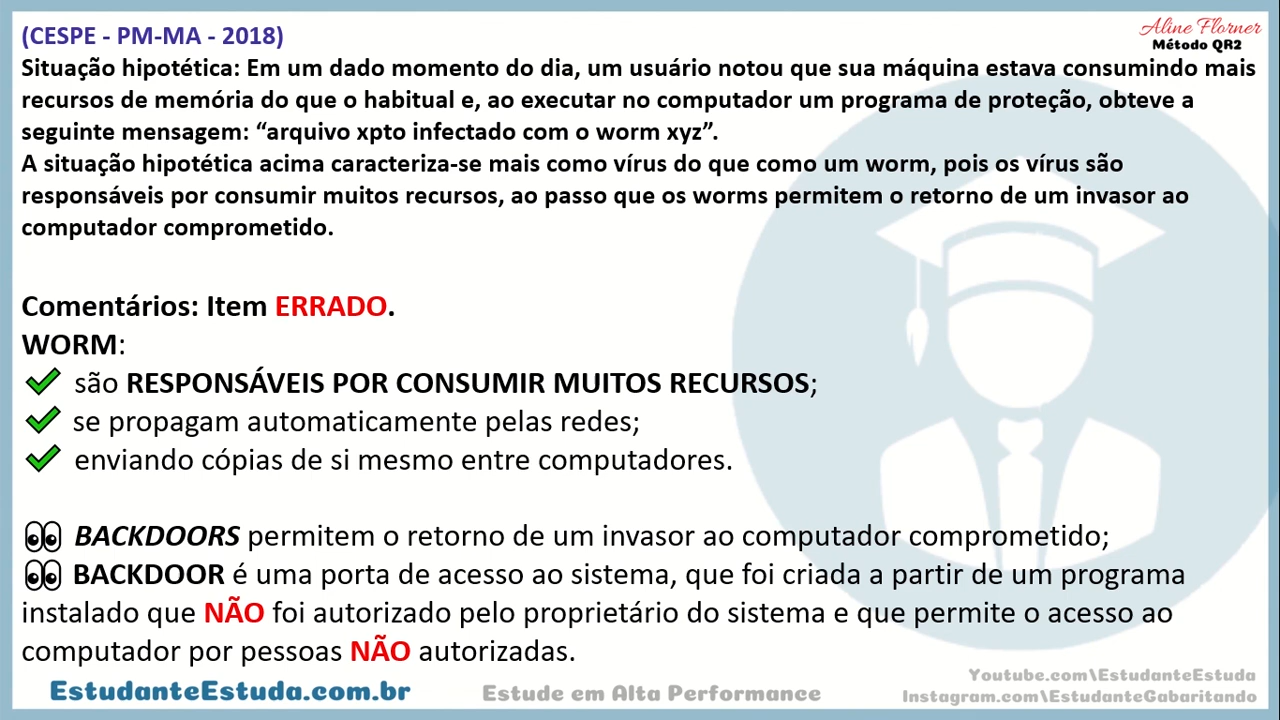 (CESPE - PM-MA - 2018)
Aline Florner
Método QR2
Situação hipotética: Em um dado momento do dia, um usuário notou que sua máquina estava consumindo mais
recursos de memória do que o habitual e, ao executar no computador um programa de proteção, obteve a
seguinte mensagem: “arquivo xpto infectado com o worm xyz”.
A situação hipotética acima caracteriza-se mais como vírus do que como um worm, pois os vírus são
responsáveis por consumir muitos recursos, ao passo que os worms permitem o retorno de um invasor ao
computador comprometido.
Comentários: Item ERRADO.
WORM:
são RESPONSÁVEIS POR CONSUMIR MUITOS RECURSOS;
se propagam automaticamente pelas redes;
enviando cópias de si mesmo entre computadores.
BACKDOORS permitem o retorno de um invasor ao computador comprometido;
BACKDOOR é uma porta de acesso ao sistema, que foi criada a partir de um programa
instalado que NÃO foi autorizado pelo proprietário do sistema e que permite o acesso ao
computador por pessoas NÃO autorizadas.
EstudanteEstuda.com.br
Estude em Alta Performance
Youtube.com\EstudanteEstuda
Instagram.com\EstudanteGabaritando